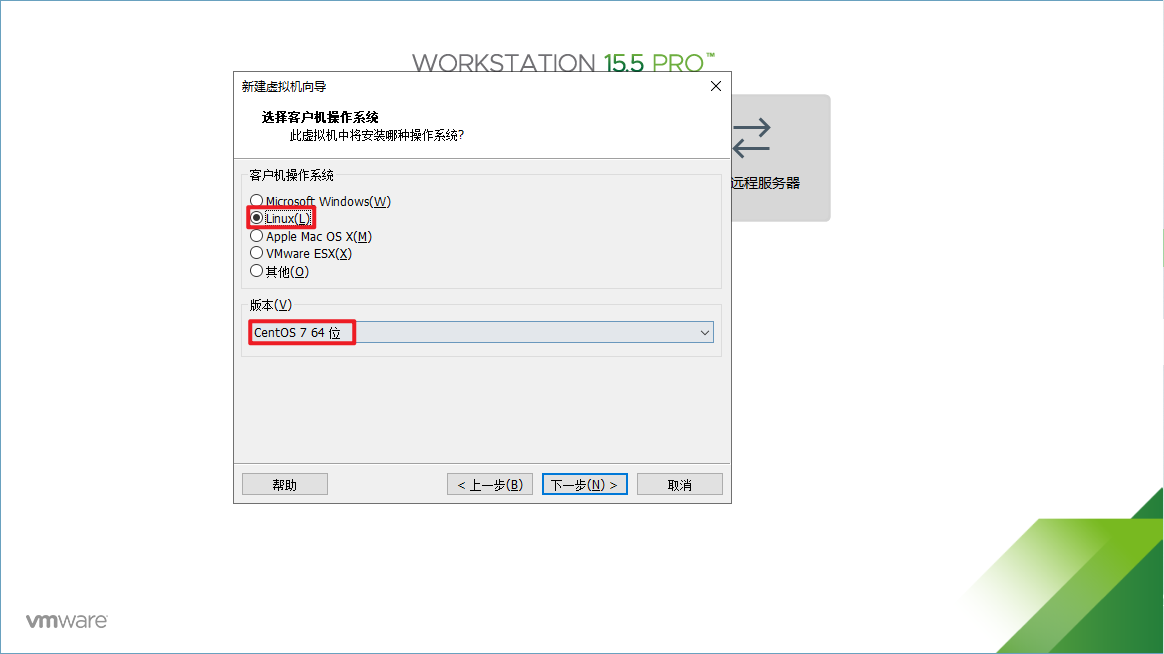 WORKSTATION 15.5 PRO™
新建虚拟机向导
选择客户机操作系统
此虚拟机中将安装哪种操作系统?
远程服务器
客户机操作系统
Microsoft Windows(W)
Linux(L)
Apple Mac OS X(M)
VMware ESX(X)
其他(O)
版本(V)
CentOS 7 64 位
帮助
< 上一步(B)
下一步(N) >
取消
vmware